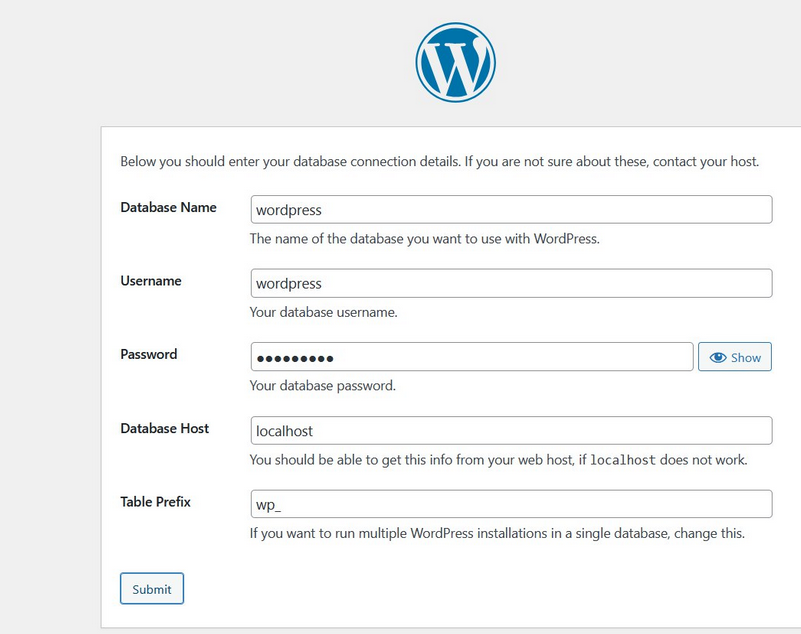 Below you should enter your database connection details. If you are not sure about these, contact your host.
Database Name
wordpress
The name of the database you want to use with WordPress.
Username
wordpress
Your database username.
Password
●●●●●●●●●
Show
Your database password.
Database Host
localhost
You should be able to get this info from your web host, if localhost does not work.
Table Prefix
wp_
If you want to run multiple WordPress installations in a single database, change this.
Submit